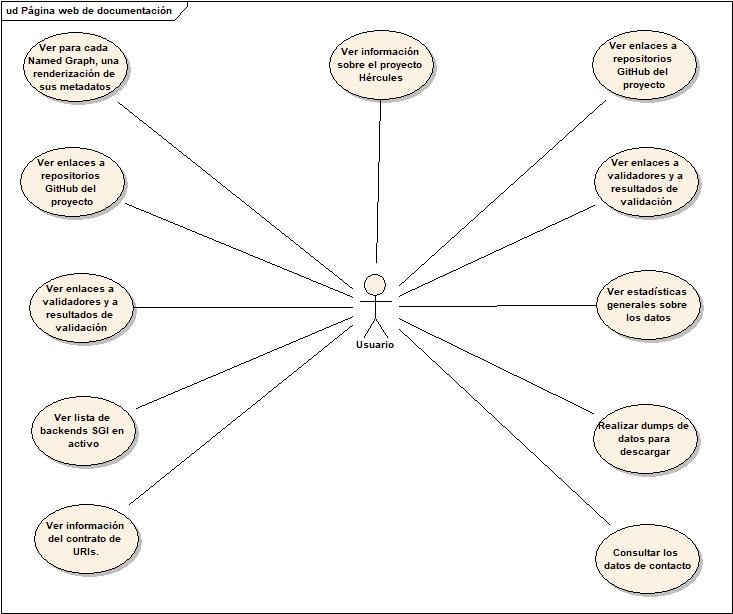 ud Página web de documentación
Ver para cada
Named Graph, una
renderización de
sus metadatos
Ver información
sobre el proyecto
Hércules
Ver enlaces a
repositorios
GitHub del
proyecto
Ver enlaces a
repositorios
GitHub del
proyecto
Ver enlaces a
validadores y a
resultados de
validación
Ver enlaces a
validadores y a
resultados de
validación
Usuario
Ver estadísticas
generales sobre
los datos
Ver lista de
backends SGI en
activo
Realizar dumps de
datos para
descargar
Ver información
del contrato de
URIs.
Consultar los
datos de contacto